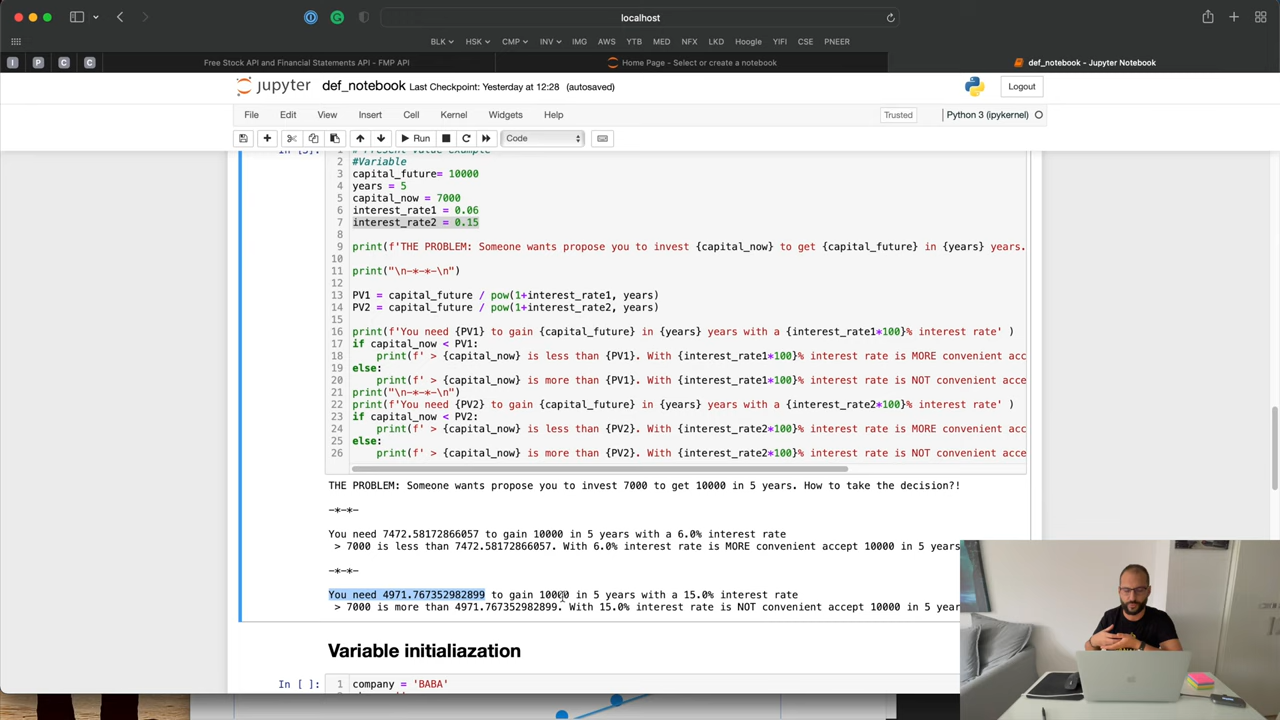 localhost
BLK HSK CMP INV IMG AWS YTB MED NFX LKD Hoogle YIFI CSE PNEER
I P C C Free Stock API and Financial Statements API - FMP API Home Page - Select or create a notebook def_notebook - Jupyter Notebook
jupyter def_notebook Last Checkpoint: Yesterday at 12:28 (autosaved) Logout
File Edit View Insert Cell Kernel Widgets Help Trusted Python 3 (ipykernel)
Run Code
1 # Present value example
2 #Variable
3 capital_future= 10000
4 years = 5
5 capital_now = 7000
6 interest_rate1 = 0.06
7 interest_rate2 = 0.15
8
9 print(f'THE PROBLEM: Someone wants propose you to invest {capital_now} to get {capital_future} in {years} years.
10
11 print("\n-*-*-\n")
12
13 PV1 = capital_future / pow(1+interest_rate1, years)
14 PV2 = capital_future / pow(1+interest_rate2, years)
15
16 print(f'You need {PV1} to gain {capital_future} in {years} years with a {interest_rate1*100}% interest rate' )
17 if capital_now < PV1:
18 print(f' > {capital_now} is less than {PV1}. With {interest_rate1*100}% interest rate is MORE convenient acc
19 else:
20 print(f' > {capital_now} is more than {PV1}. With {interest_rate1*100}% interest rate is NOT convenient acce
21 print("\n-*-*-\n")
22 print(f'You need {PV2} to gain {capital_future} in {years} years with a {interest_rate2*100}% interest rate' )
23 if capital_now < PV2:
24 print(f' > {capital_now} is less than {PV2}. With {interest_rate2*100}% interest rate is MORE convenient acc
25 else:
26 print(f' > {capital_now} is more than {PV2}. With {interest_rate2*100}% interest rate is NOT convenient acce
THE PROBLEM: Someone wants propose you to invest 7000 to get 10000 in 5 years. How to take the decision?!
-*-*-
You need 7472.58172866057 to gain 10000 in 5 years with a 6.0% interest rate
> 7000 is less than 7472.58172866057. With 6.0% interest rate is MORE convenient accept 10000 in 5 years
-*-*-
You need 4971.767352982899 to gain 10000 in 5 years with a 15.0% interest rate
> 7000 is more than 4971.767352982899. With 15.0% interest rate is NOT convenient accept 10000 in 5 year
Variable initialiazation
In [ ]: 1 company = 'BABA'